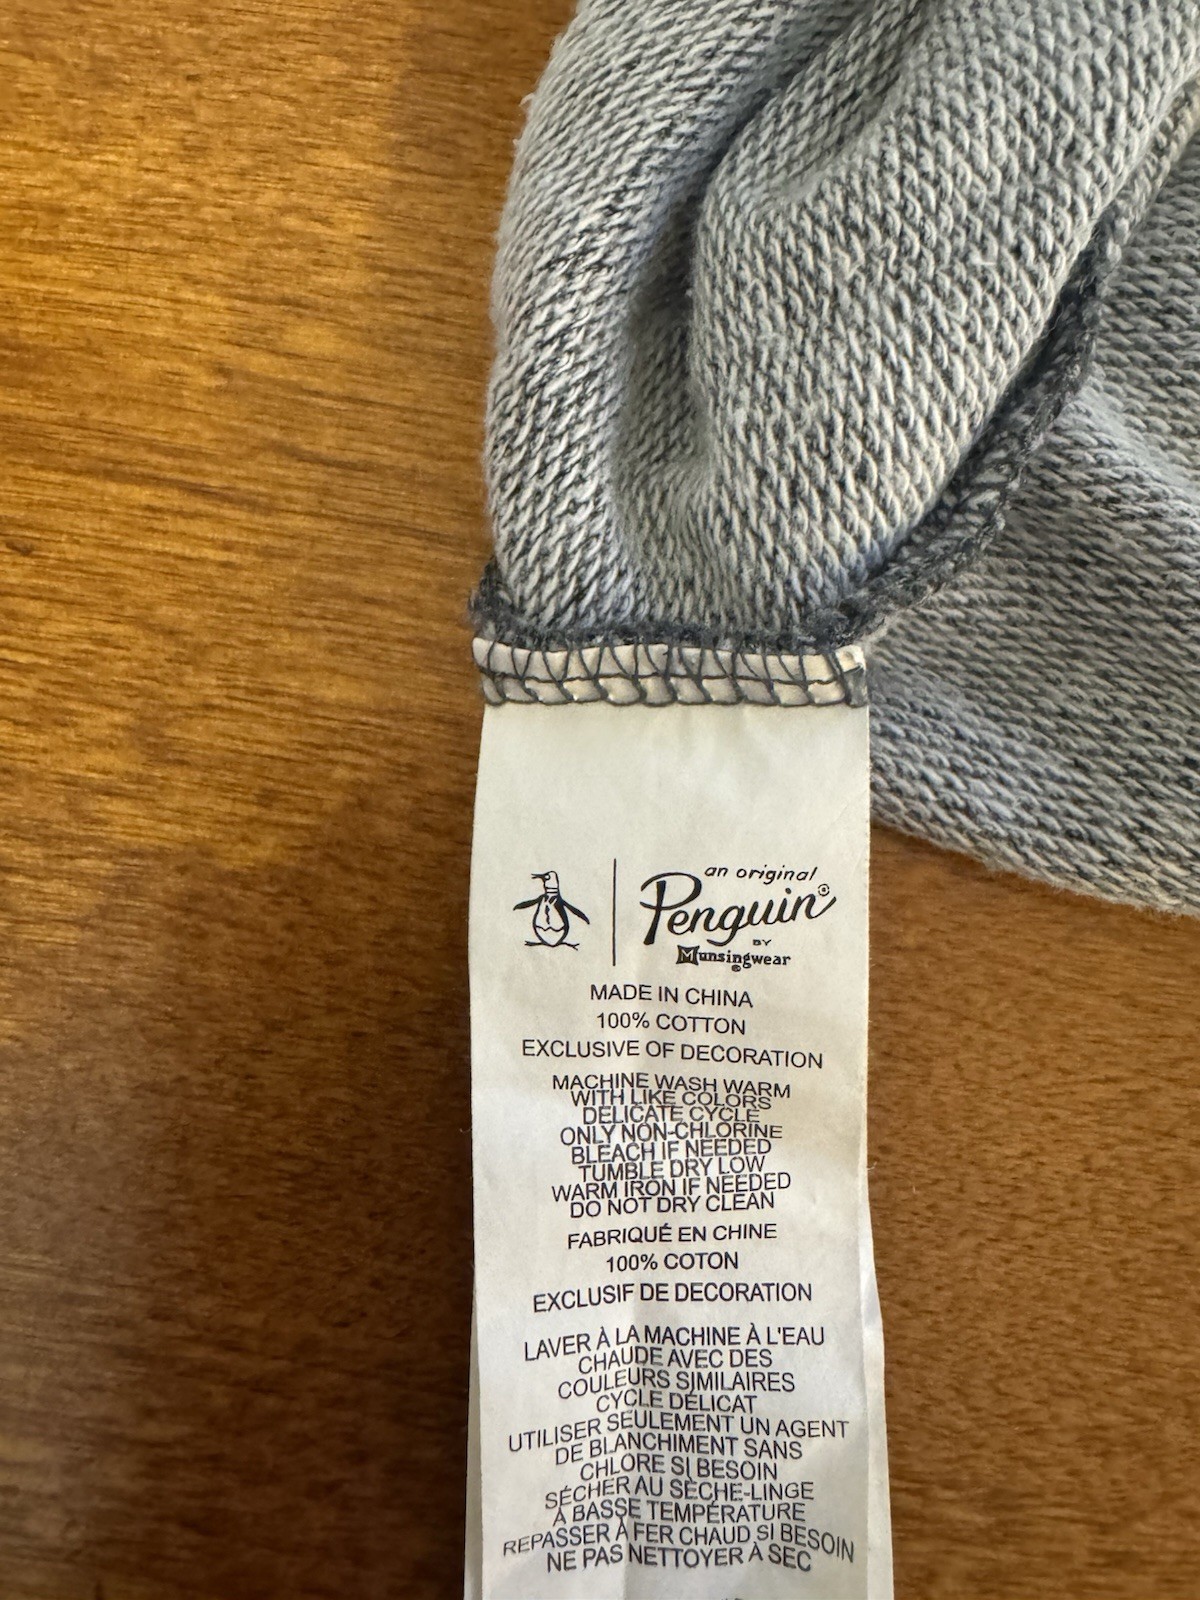 an original
Penguin®
BY
Munsingwear
®
MADE IN CHINA
100% COTTON
EXCLUSIVE OF DECORATION
MACHINE WASH WARM
WITH LIKE COLORS
DELICATE CYCLE
ONLY NON-CHLORINE
BLEACH IF NEEDED
TUMBLE DRY LOW
WARM IRON IF NEEDED
DO NOT DRY CLEAN
FABRIQUÉ EN CHINE
100% COTON
EXCLUSIF DE DECORATION
LAVER À LA MACHINE À L'EAU
CHAUDE AVEC DES
COULEURS SIMILAIRES
CYCLE DÉLICAT
UTILISER SEULEMENT UN AGENT
DE BLANCHIMENT SANS
CHLORE SI BESOIN
SÉCHER AU SÈCHE-LINGE
À BASSE TEMPÉRATURE
REPASSER À FER CHAUD SI BESOIN
NE PAS NETTOYER À SEC